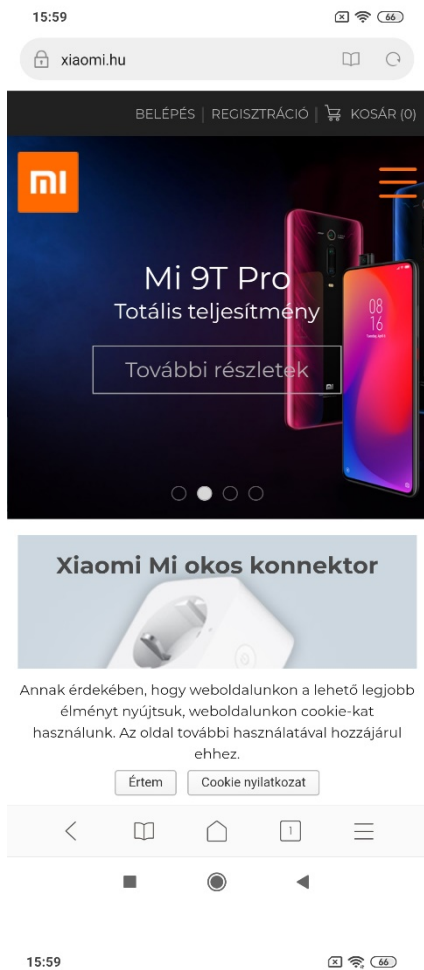 15:59
66
xiaomi.hu
BELÉPÉS | REGISZTRÁCIÓ | KOSÁR (0)
Mi 9T Pro
Totális teljesítmény
08
16
További részletek
Xiaomi Mi okos konnektor
Annak érdekében, hogy weboldalunkon a lehető legjobb
élményt nyújtsuk, weboldalunkon cookie-kat
használunk. Az oldal további használatával hozzájárul
ehhez.
Értem Cookie nyilatkozat
1
15:59
66